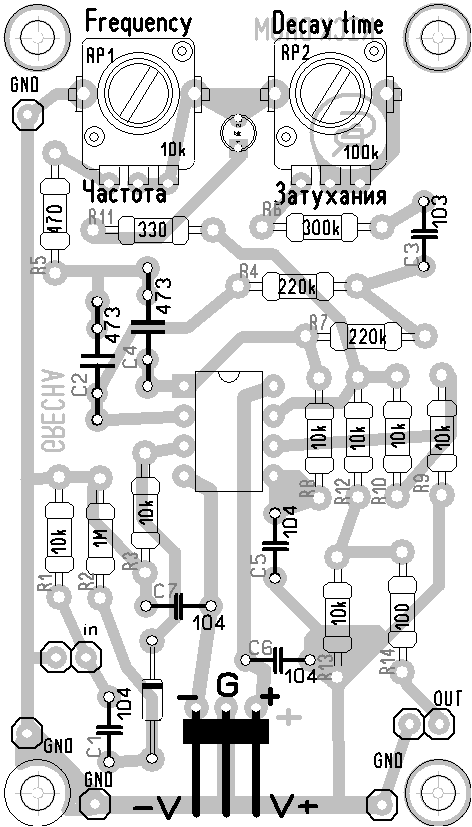 Frequency
Decay time
GND
RP1
10k
RP2
100k
Частота
Затухания
R11
330
R6
300k
103
C3
470
R5
R4
220k
R7
220k
473
473
C2
C4
GRECHA
10k
10k
10k
10k
R8
R12
R10
R9
10k
1M
10k
R1
R2
R3
104
C5
C7
104
10k
100
R13
R14
in
C6
104
- G +
+
104
C1
OUT
GND
GND
GND
-V
V+